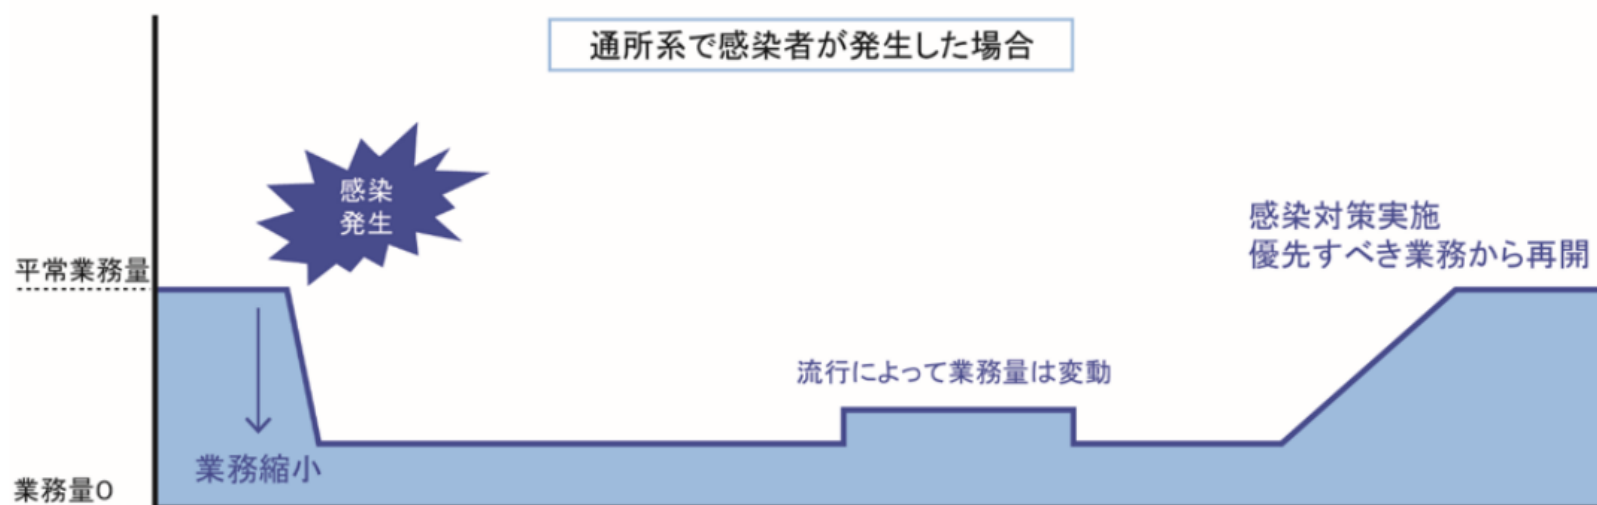 通所系で感染者が発生した場合
感染
発生
感染対策実施
優先すべき業務から再開
平常業務量
流行によって業務量は変動
業務縮小
業務量0